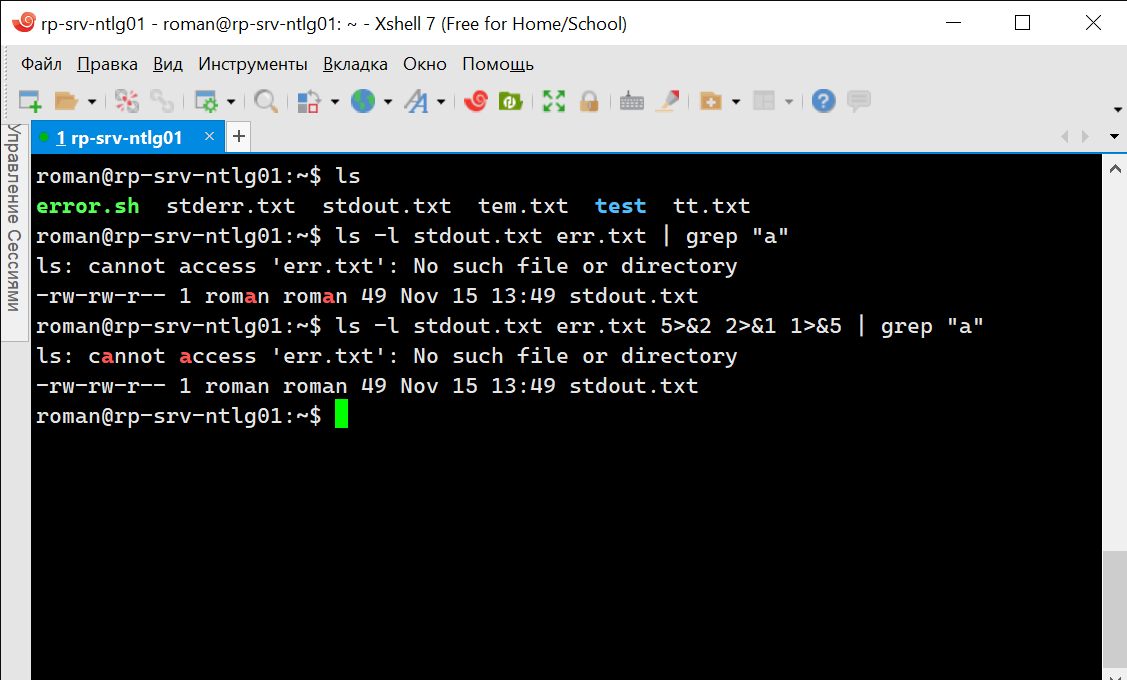 rp-srv-ntlg01 - roman@rp-srv-ntlg01: ~ - Xshell 7 (Free for Home/School)
Файл Правка Вид Инструменты Вкладка Окно Помощь
1 rp-srv-ntlg01 × +
Управление Сессиями
roman@rp-srv-ntlg01:~$ ls
error.sh  stderr.txt  stdout.txt  tem.txt  test  tt.txt
roman@rp-srv-ntlg01:~$ ls -l stdout.txt err.txt | grep "a"
ls: cannot access 'err.txt': No such file or directory
-rw-rw-r-- 1 roman roman 49 Nov 15 13:49 stdout.txt
roman@rp-srv-ntlg01:~$ ls -l stdout.txt err.txt 5>&2 2>&1 1>&5 | grep "a"
ls: cannot access 'err.txt': No such file or directory
-rw-rw-r-- 1 roman roman 49 Nov 15 13:49 stdout.txt
roman@rp-srv-ntlg01:~$